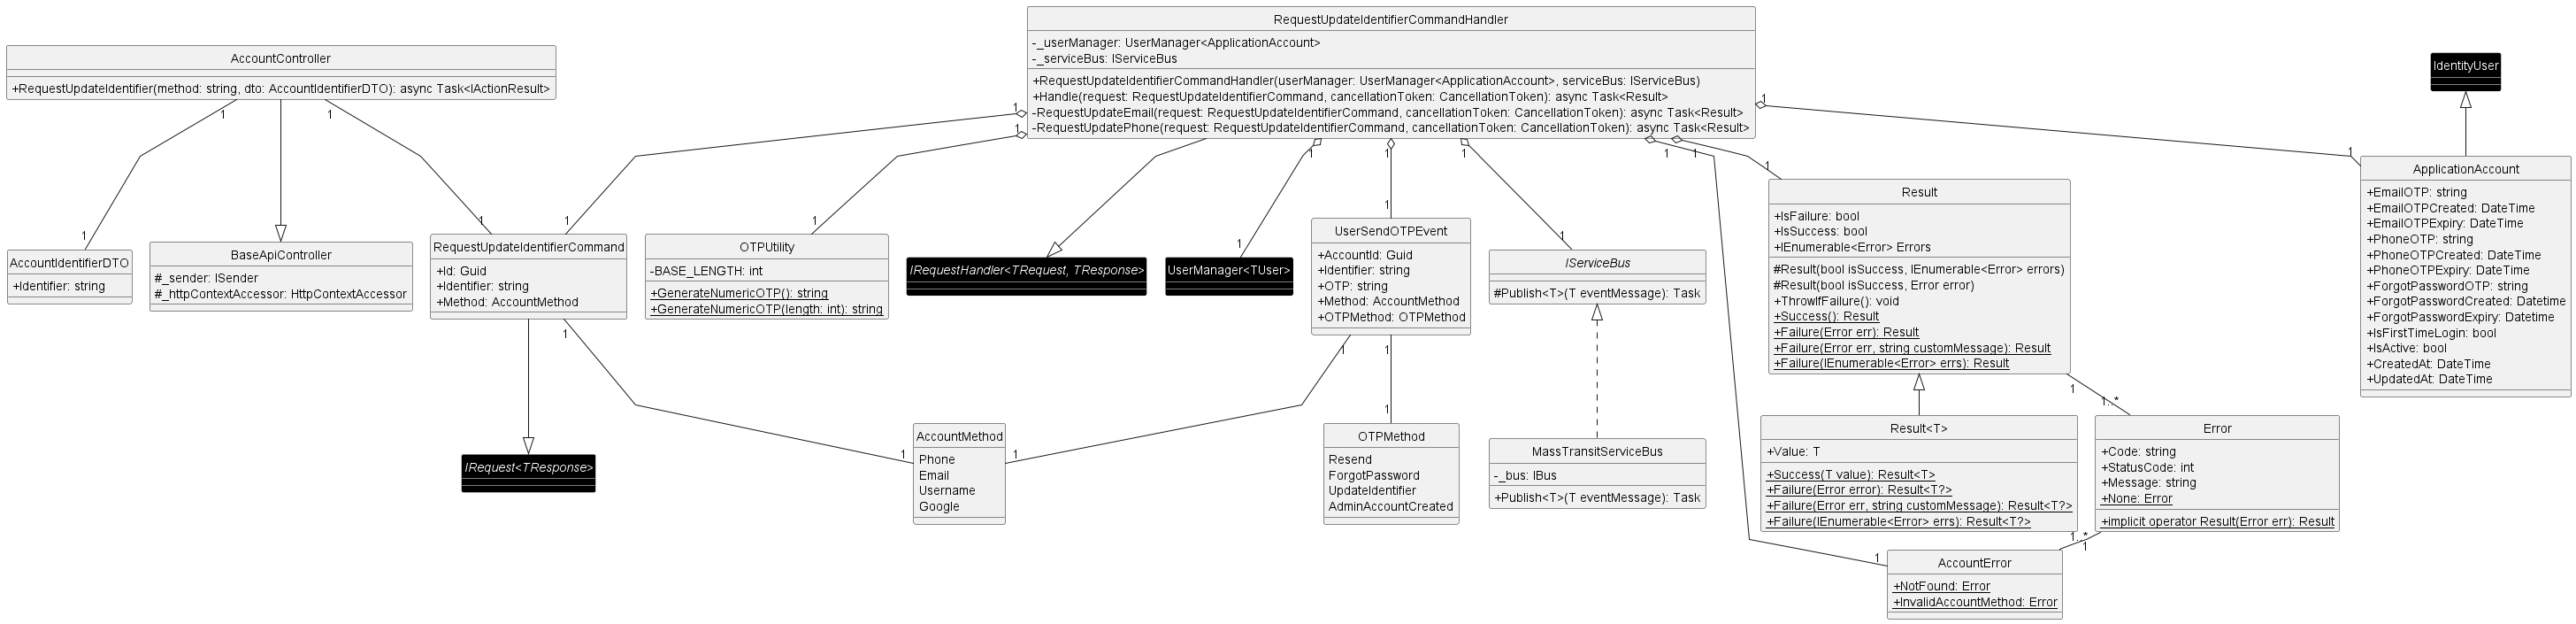 RequestUpdateIdentifierCommandHandler
-_userManager: UserManager<ApplicationAccount>
-_serviceBus: IServiceBus
+RequestUpdateIdentifierCommandHandler(userManager: UserManager<ApplicationAccount>, serviceBus: IServiceBus)
+Handle(request: RequestUpdateIdentifierCommand, cancellationToken: CancellationToken): async Task<Result>
-RequestUpdateEmail(request: RequestUpdateIdentifierCommand, cancellationToken: CancellationToken): async Task<Result>
-RequestUpdatePhone(request: RequestUpdateIdentifierCommand, cancellationToken: CancellationToken): async Task<Result>
AccountController
+RequestUpdateIdentifier(method: string, dto: AccountIdentifierDTO): async Task<IActionResult>
IdentityUser
1
1
1
1
1
1
1
1
1
1
1
1
ApplicationAccount
+EmailOTP: string
+EmailOTPCreated: DateTime
+EmailOTPExpiry: DateTime
+PhoneOTP: string
+PhoneOTPCreated: DateTime
+PhoneOTPExpiry: DateTime
+ForgotPasswordOTP: string
+ForgotPasswordCreated: Datetime
+ForgotPasswordExpiry: Datetime
+IsFirstTimeLogin: bool
+IsActive: bool
+CreatedAt: DateTime
+UpdatedAt: DateTime
1
Result
+IsFailure: bool
+IsSuccess: bool
+IEnumerable<Error> Errors
#Result(bool isSuccess, IEnumerable<Error> errors)
#Result(bool isSuccess, Error error)
+ThrowIfFailure(): void
+Success(): Result
+Failure(Error err): Result
+Failure(Error err, string customMessage): Result
+Failure(IEnumerable<Error> errs): Result
1
1
1
1
1
1
1
AccountIdentifierDTO
+Identifier: string
BaseApiController
#_sender: ISender
#_httpContextAccessor: HttpContextAccessor
RequestUpdateIdentifierCommand
+Id: Guid
+Identifier: string
+Method: AccountMethod
OTPUtility
-BASE_LENGTH: int
+GenerateNumericOTP(): string
+GenerateNumericOTP(length: int): string
IRequestHandler<TRequest, TResponse>
UserManager<TUser>
UserSendOTPEvent
+AccountId: Guid
+Identifier: string
+OTP: string
+Method: AccountMethod
+OTPMethod: OTPMethod
IServiceBus
#Publish<T>(T eventMessage): Task
1
1
1
1
1..*
IRequest<TResponse>
1
AccountMethod
Phone
Email
Username
Google
1
1
OTPMethod
Resend
ForgotPassword
UpdateIdentifier
AdminAccountCreated
MassTransitServiceBus
-_bus: IBus
+Publish<T>(T eventMessage): Task
Result<T>
+Value: T
+Success(T value): Result<T>
+Failure(Error error): Result<T?>
+Failure(Error err, string customMessage): Result<T?>
+Failure(IEnumerable<Error> errs): Result<T?>
Error
+Code: string
+StatusCode: int
+Message: string
+None: Error
+implicit operator Result(Error err): Result
1..*
1
1
AccountError
+NotFound: Error
+InvalidAccountMethod: Error